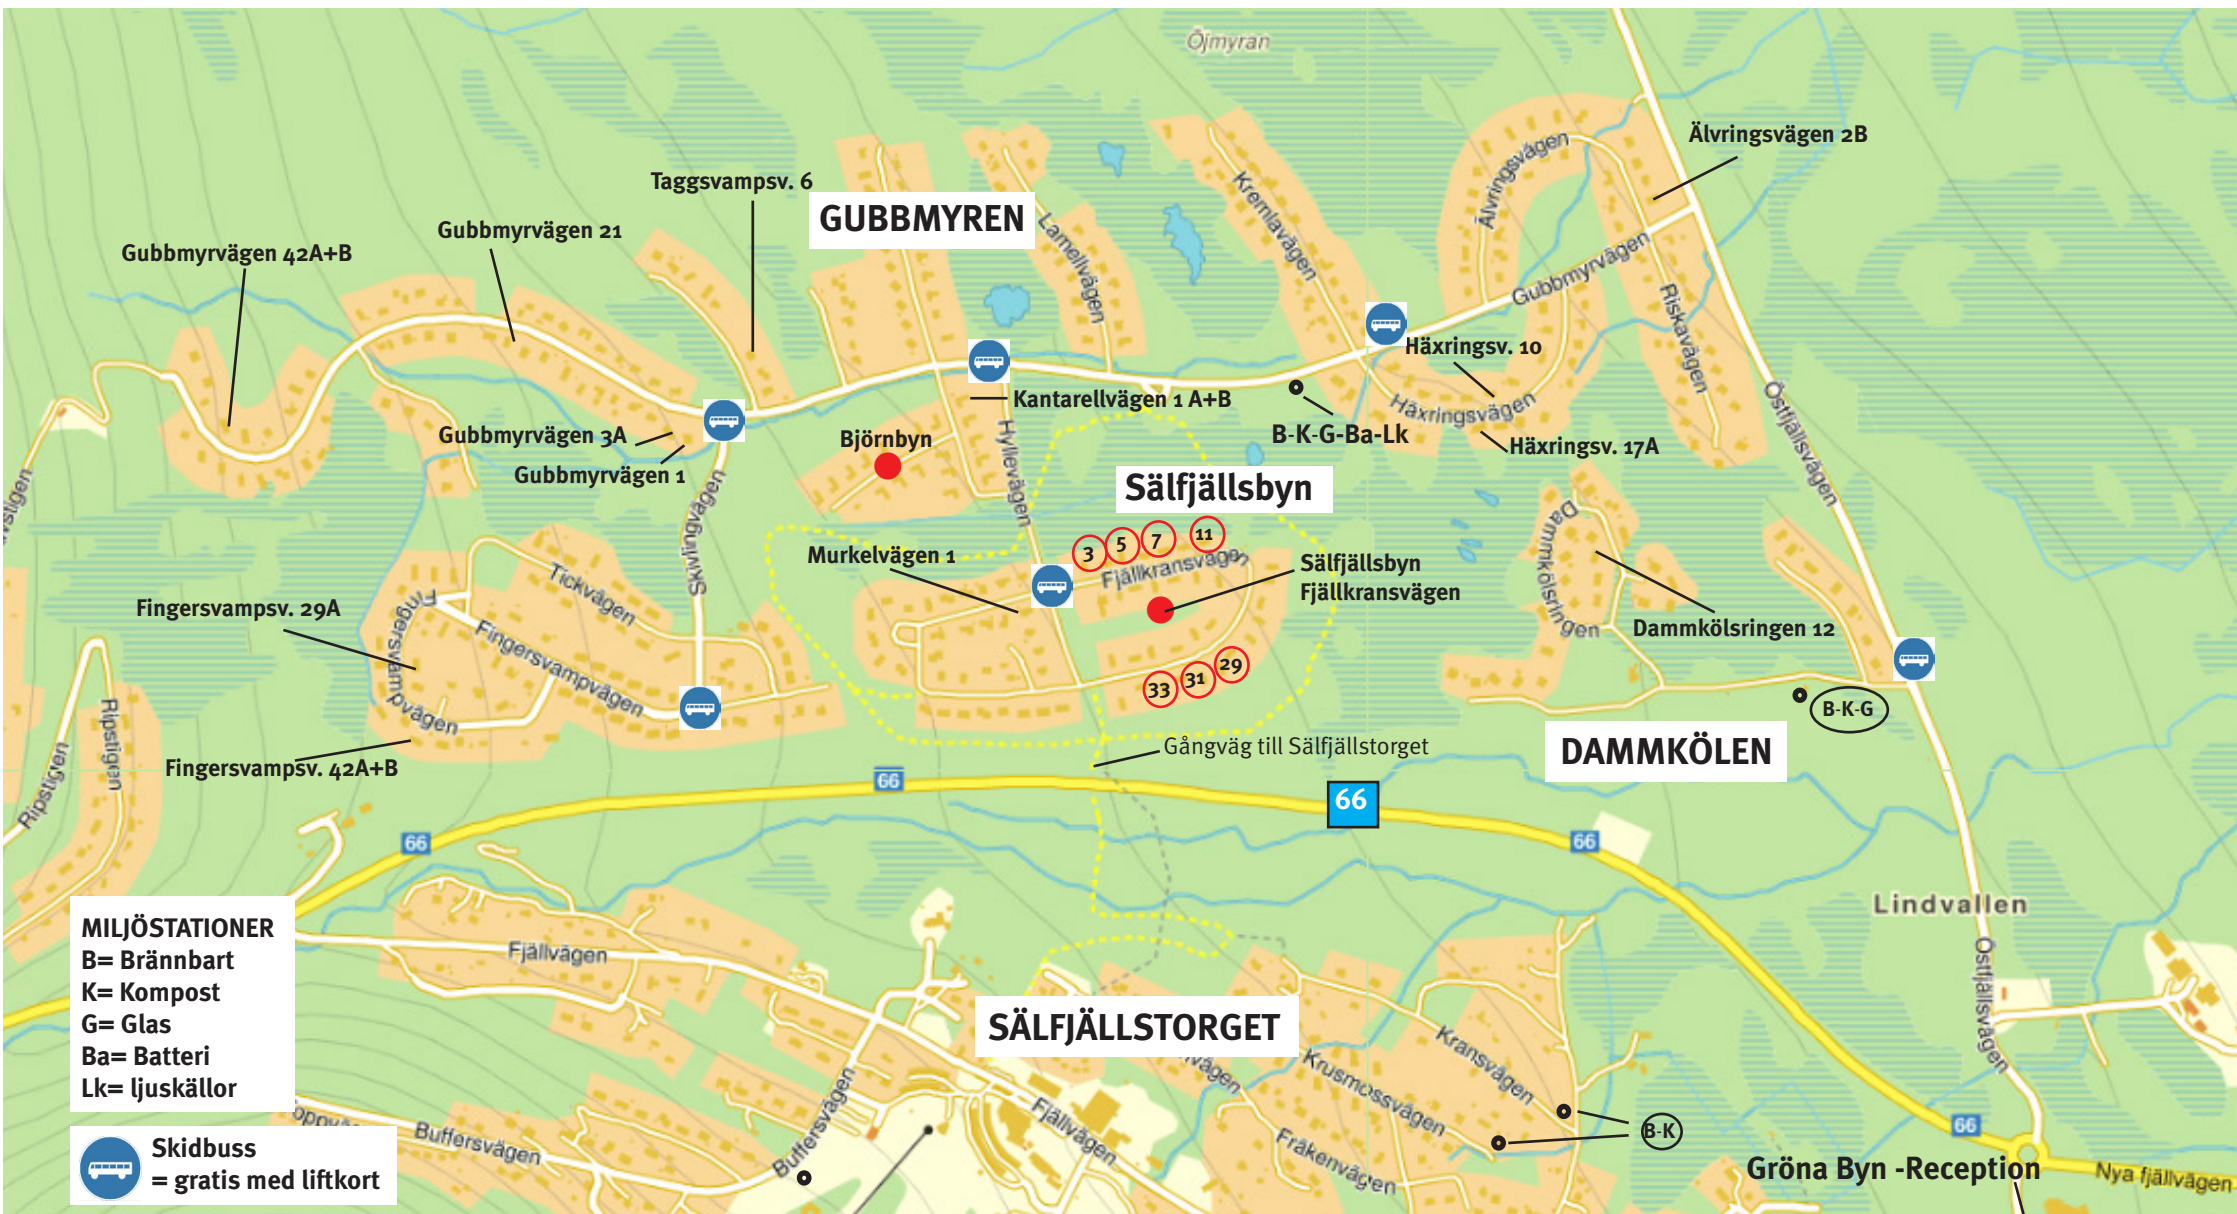 Öjmyran
Älvringsvägen 2B
Älvringsvägen
Taggsvampsv. 6
GUBBMYREN
Kremlavägen
Lamellvägen
Gubbmyrvägen 21
Gubbmyrvägen 42A+B
Gubbmyrvägen
Riskavägen
Häxringsv. 10
Östfjällsvägen
Kantarellvägen 1 A+B
Häxringsvägen
B-K-G-Ba-Lk
Häxringsv. 17A
Gubbmyrvägen 3A
Björnbyn
Gubbmyrvägen 1
Hyllevägen
Sälfjällsbyn
Skivlingvägen
Dammkölsringen
3
5
7
11
Murkelvägen 1
Fjällkransvägen
Sälfjällsbyn
Fjällkransvägen
Tickvägen
Fingersvampsv. 29A
Fingersvampvägen
Fingersvampvägen
Dammkölsringen 12
33
31
29
B-K-G
Ripstigen
Ripstigen
Fingersvampsv. 42A+B
Gångväg till Sälfjällstorget
DAMMKÖLEN
66
66
66
66
Lindvallen
MILJÖSTATIONER
B= Brännbart
K= Kompost
G= Glas
Ba= Batteri
Lk= ljuskällor
Fjällvägen
Östfjällsvägen
SÄLFJÄLLSTORGET
Kransvägen
Krusmossvägen
Buffersvägen
Buffersvägen
Fjällvägen
Fräkenvägen
B-K
66
Skidbuss
= gratis med liftkort
Gröna Byn -Reception
Nya fjällvägen